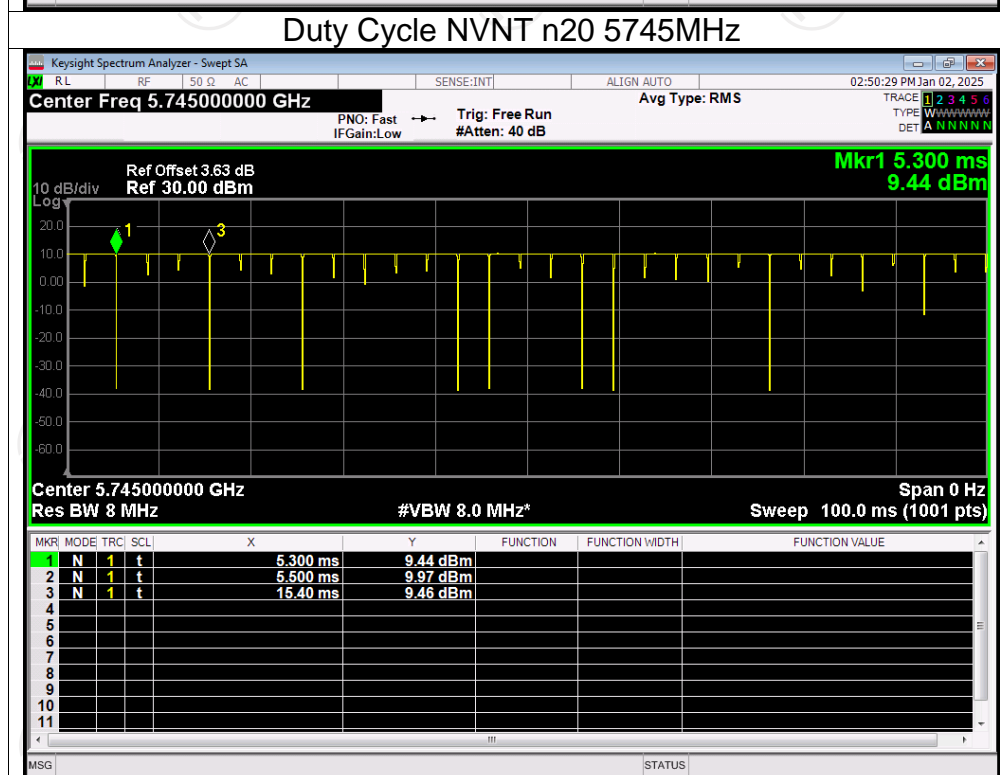 Duty Cycle NVNT n20 5745MHz
Keysight Spectrum Analyzer - Swept SA
LXI RL RF 50 Ω AC SENSE:INT ALIGN AUTO 02:50:29 PM Jan 02, 2025
Center Freq 5.745000000 GHz Avg Type: RMS TRACE 1 2 3 4 5 6
PNO: Fast Trig: Free Run TYPE WWWWWW
IFGain:Low #Atten: 40 dB DET A N N N N N
Mkr1 5.300 ms
9.44 dBm
Ref Offset 3.63 dB
10 dB/div Ref 30.00 dBm
Log
1
3
20.0
10.0
0.00
-10.0
-20.0
-30.0
-40.0
-50.0
-60.0
Center 5.745000000 GHz Span 0 Hz
Res BW 8 MHz #VBW 8.0 MHz* Sweep 100.0 ms (1001 pts)
MKR MODE TRC SCL X Y FUNCTION FUNCTION WIDTH FUNCTION VALUE
1 N 1 t 5.300 ms 9.44 dBm
2 N 1 t 5.500 ms 9.97 dBm
3 N 1 t 15.40 ms 9.46 dBm
4
5
6
7
8
9
10
11
MSG STATUS